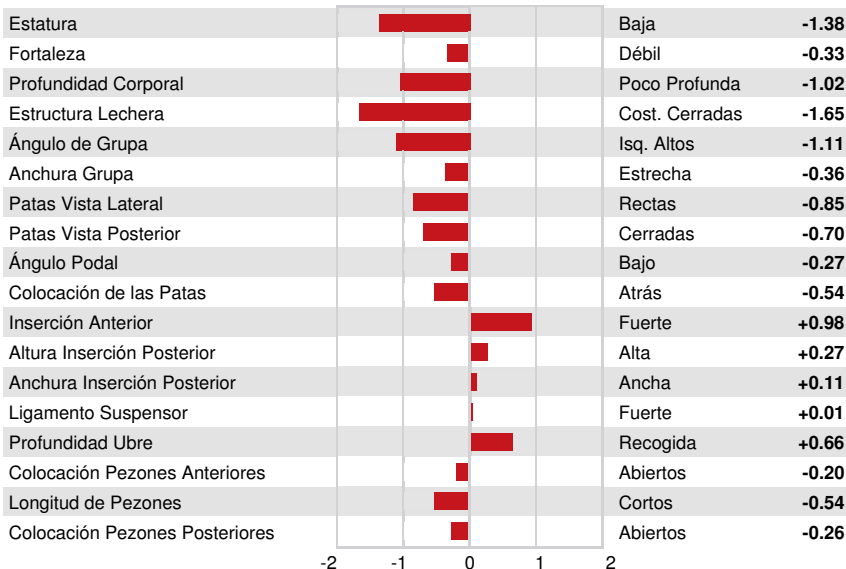 Estatura Baja -1.38
Fortaleza Débil -0.33
Profundidad Corporal Poco Profunda -1.02
Estructura Lechera Cost. Cerradas -1.65
Ángulo de Grupa Isq. Altos -1.11
Anchura Grupa Estrecha -0.36
Patas Vista Lateral Rectas -0.85
Patas Vista Posterior Cerradas -0.70
Ángulo Podal Bajo -0.27
Colocación de las Patas Atrás -0.54
Inserción Anterior Fuerte +0.98
Altura Inserción Posterior Alta +0.27
Anchura Inserción Posterior Ancha +0.11
Ligamento Suspensor Fuerte +0.01
Profundidad Ubre Recogida +0.66
Colocación Pezones Anteriores Abiertos -0.20
Longitud de Pezones Cortos -0.54
Colocación Pezones Posteriores Abiertos -0.26
-2 -1 0 1 2